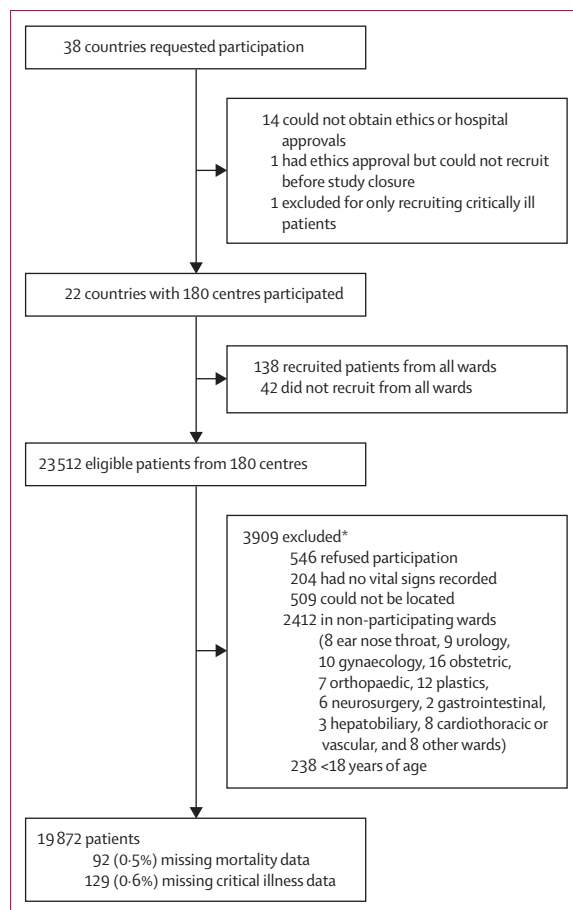 38 countries requested participation
14 could not obtain ethics or hospital
approvals
1 had ethics approval but could not recruit
before study closure
1 excluded for only recruiting critically ill
patients
22 countries with 180 centres participated
138 recruited patients from all wards
42 did not recruit from all wards
23 512 eligible patients from 180 centres
3909 excluded*
546 refused participation
204 had no vital signs recorded
509 could not be located
2412 in non-participating wards
(8 ear nose throat, 9 urology,
10 gynaecology, 16 obstetric,
7 orthopaedic, 12 plastics,
6 neurosurgery, 2 gastrointestinal,
3 hepatobiliary, 8 cardiothoracic or
vascular, and 8 other wards)
238 <18 years of age
19 872 patients
92 (0·5%) missing mortality data
129 (0·6%) missing critical illness data